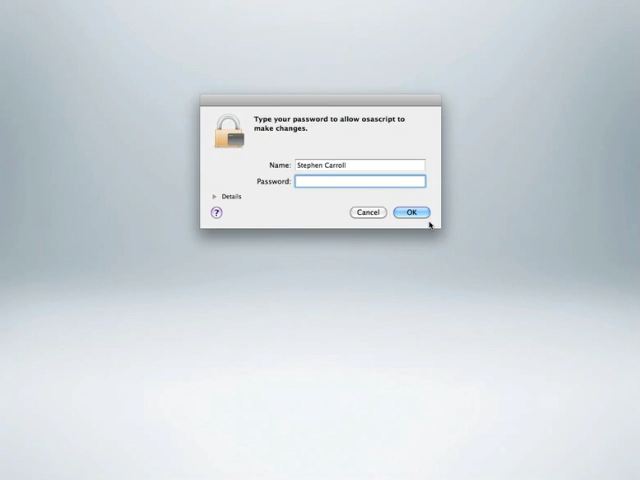 Type your password to allow osascript to
make changes.
Name: Stephen Carroll
Password:
Details
?
Cancel OK